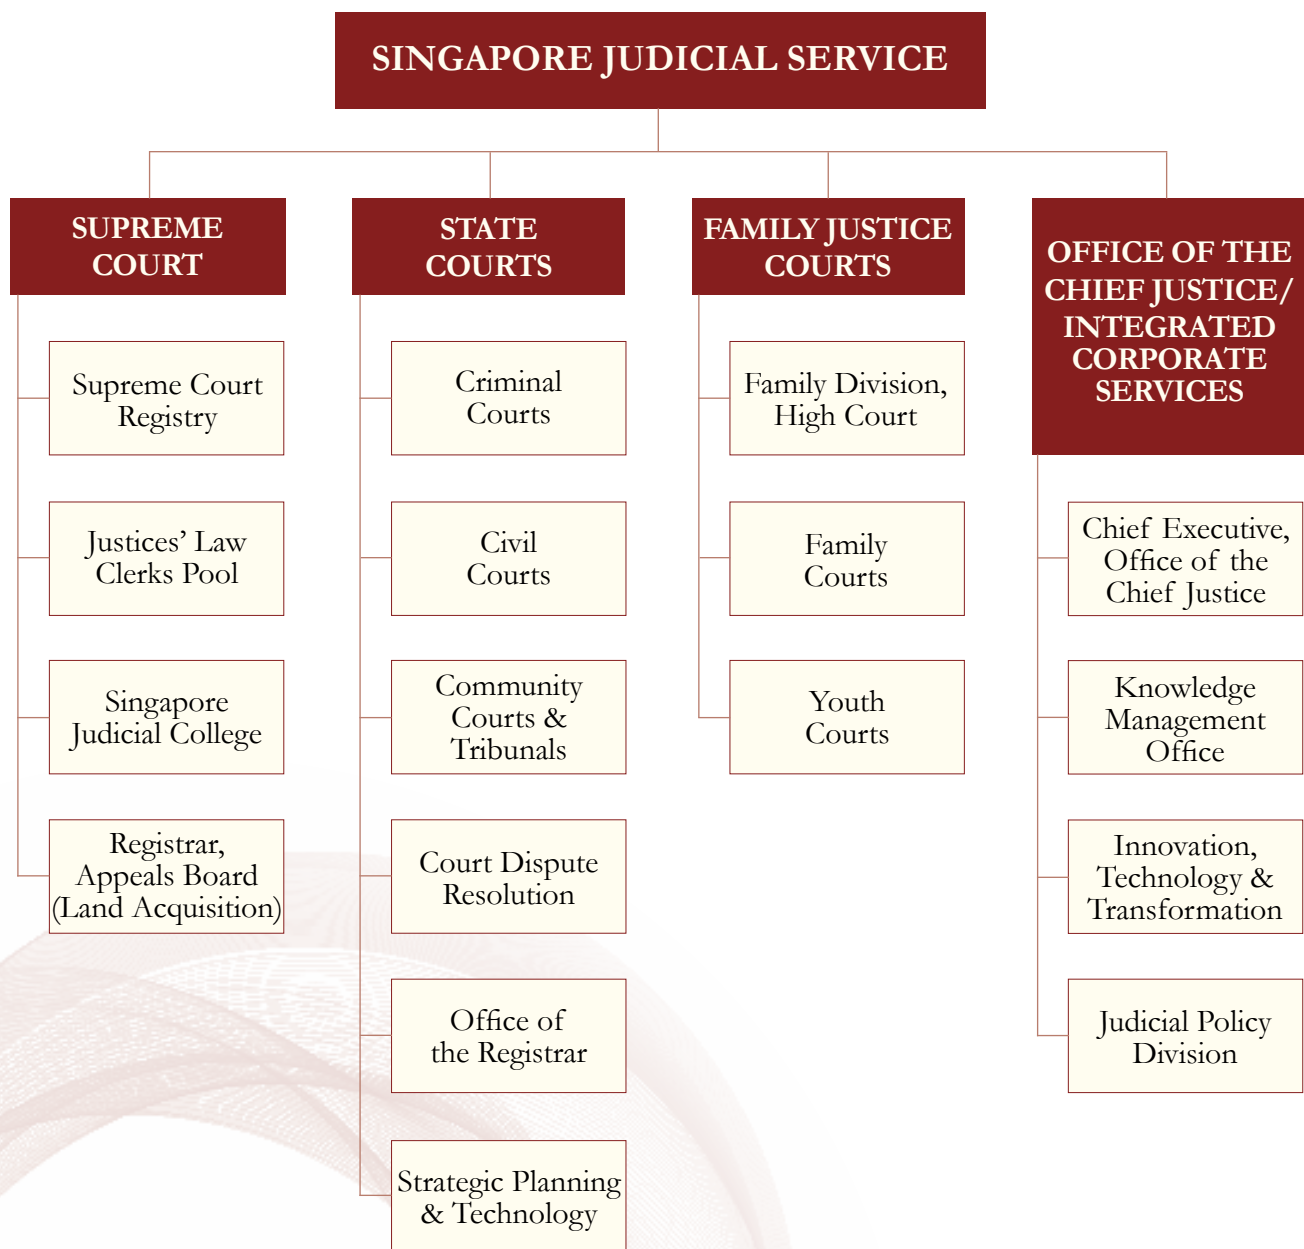 SINGAPORE JUDICIAL SERVICE
SUPREME
COURT
Supreme Court
Registry
Justices’ Law
Clerks Pool
Singapore
Judicial College
Registrar,
Appeals Board
(Land Acquisition)
STATE
COURTS
Criminal
Courts
Civil
Courts
Community
Courts &
Tribunals
Court Dispute
Resolution
Office of
the Registrar
Strategic Planning
& Technology
FAMILY JUSTICE
COURTS
Family Division,
High Court
Family
Courts
Youth
Courts
OFFICE OF THE
CHIEF JUSTICE/
INTEGRATED
CORPORATE
SERVICES
Chief Executive,
Office of the
Chief Justice
Knowledge
Management
Office
Innovation,
Technology &
Transformation
Judicial Policy
Division